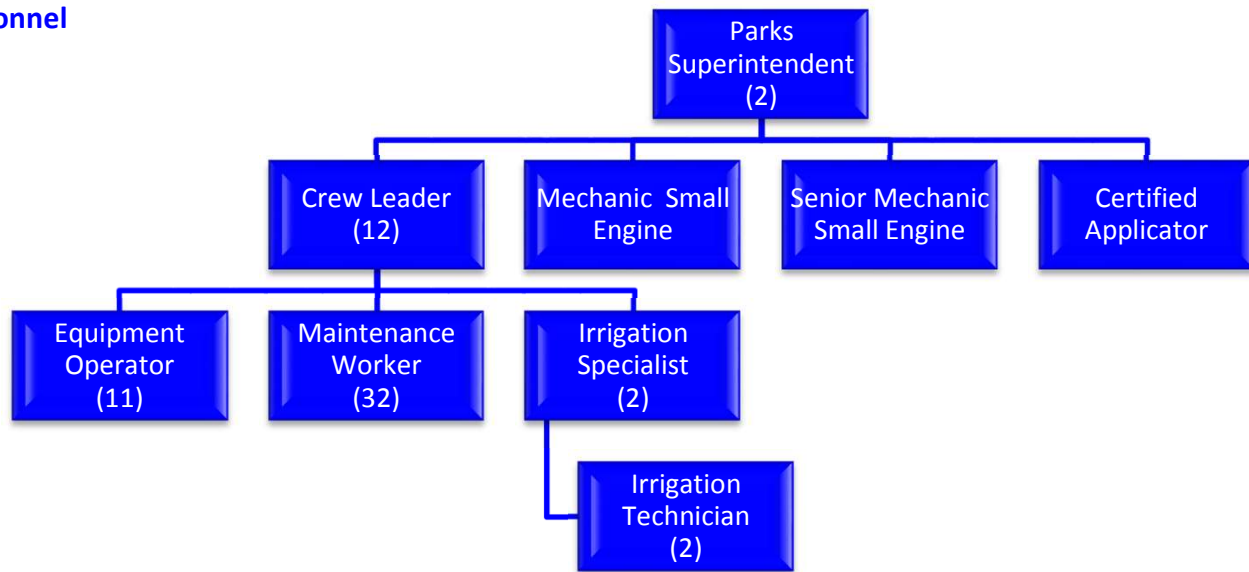 onnel
Parks
Superintendent
(2)
Crew Leader
(12)
Mechanic Small
Engine
Senior Mechanic
Small Engine
Certified
Applicator
Equipment
Operator
(11)
Maintenance
Worker
(32)
Irrigation
Specialist
(2)
Irrigation
Technician
(2)